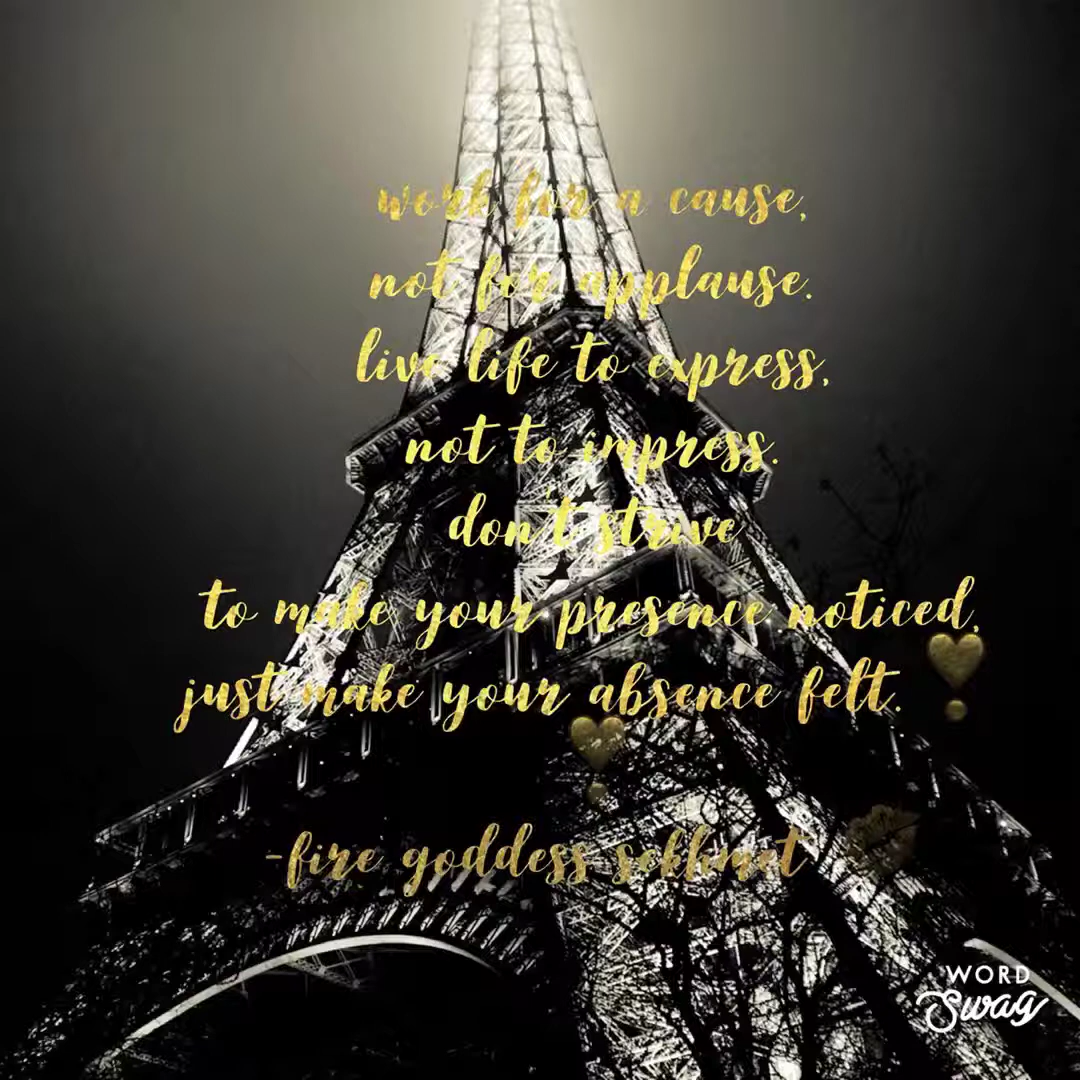 work for a cause,
not for applause.
live life to express,
not to impress.
don't strive
to make your presence noticed,
just make your absence felt.
-fire goddess sekhmet
WORD
Swag